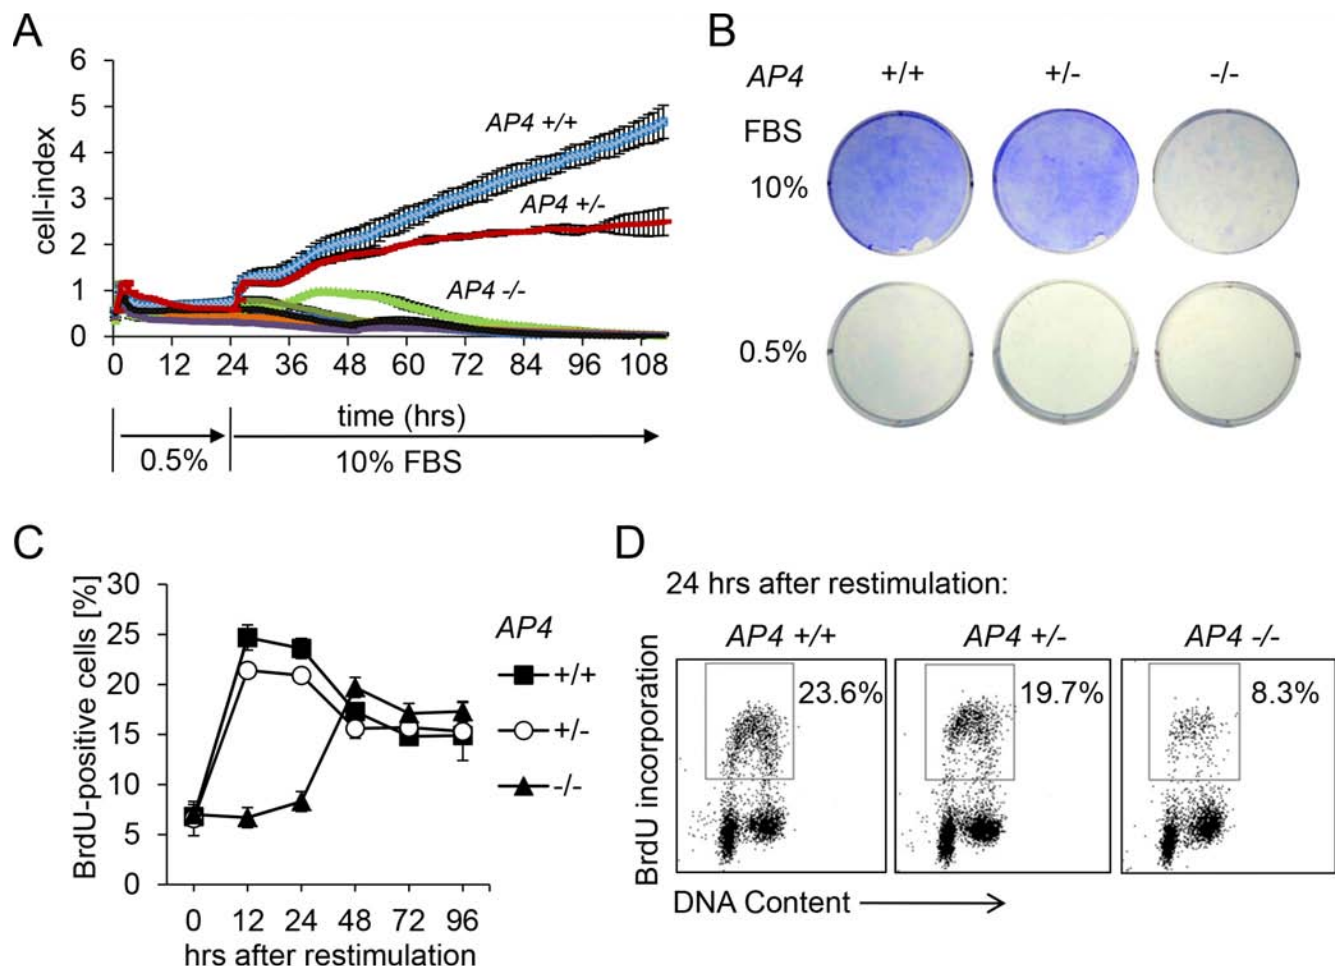 A
6
5
4
3
2
1
0
cell-index
AP4 +/+
AP4 +/-
AP4 -/-
0 12 24 36 48 60 72 84 96 108
time (hrs)
0.5% 10% FBS
B
AP4 +/+ +/- -/-
FBS
10%
0.5%
C
30
25
20
15
10
5
0
BrdU-positive cells [%]
AP4
+/+
+/-
-/-
0 12 24 48 72 96
hrs after restimulation
D
24 hrs after restimulation:
AP4 +/+ AP4 +/- AP4 -/-
23.6% 19.7% 8.3%
BrdU incorporation
DNA Content